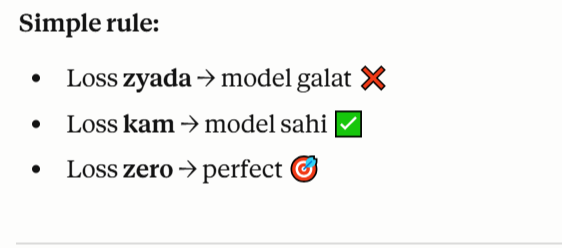 Simple rule:
• Loss zyada → model galat ❌
• Loss kam → model sahi ✅
• Loss zero → perfect 🎯